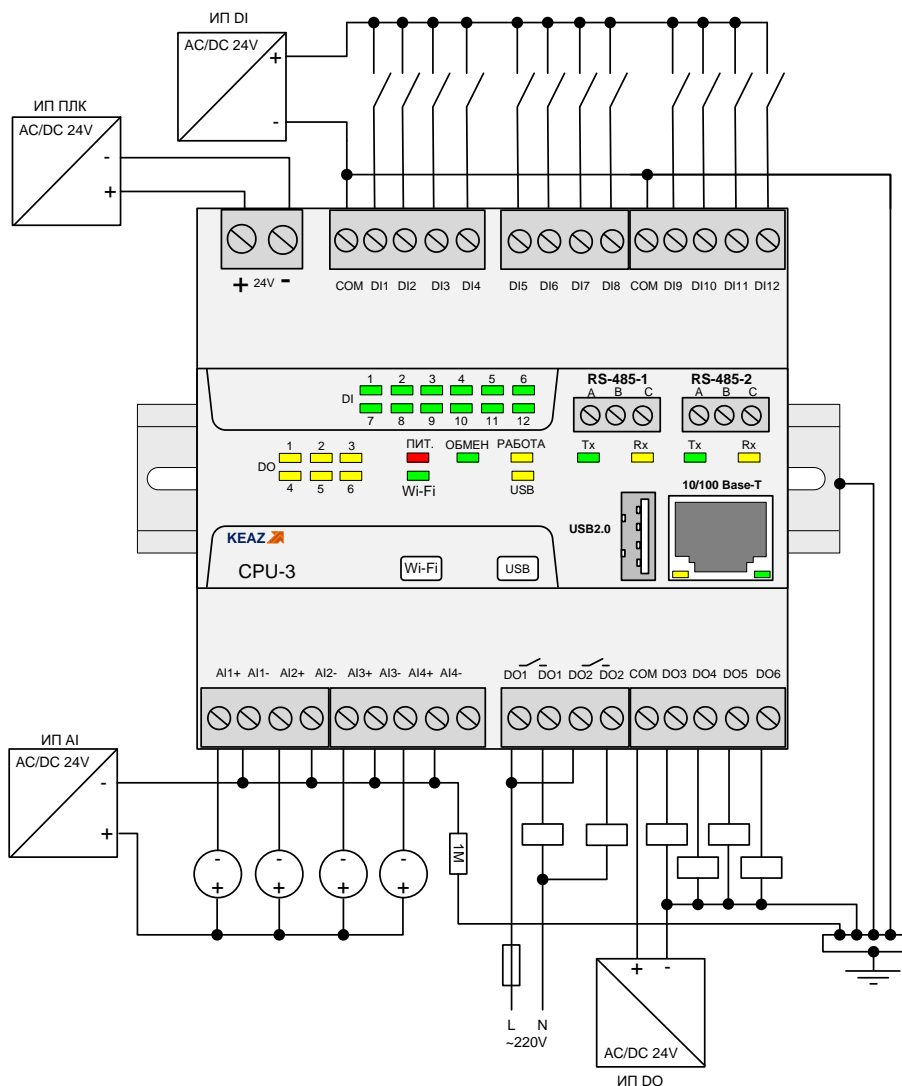 ИП DI
AC/DC 24V
+
-
ИП ПЛК
AC/DC 24V
-
+
+ 24V -
COM DI1 DI2 DI3 DI4
DI5 DI6 DI7 DI8
COM DI9 DI10 DI11 DI12
1 2 3 4 5 6
DI
7 8 9 10 11 12
RS-485-1
A B C
Tx Rx
RS-485-2
A B C
Tx Rx
1 2 3
DO
4 5 6
ПИТ. ОБМЕН РАБОТА
Wi-Fi USB
10/100 Base-T
USB2.0
KEAZ
CPU-3
Wi-Fi
USB
AI1+ AI1- AI2+ AI2- AI3+ AI3- AI4+ AI4-
DO1 DO1 DO2 DO2 COM DO3 DO4 DO5 DO6
ИП AI
AC/DC 24V
-
+
- - - -
+ + + +
1M
L N
~220V
+ -
AC/DC 24V
ИП DO